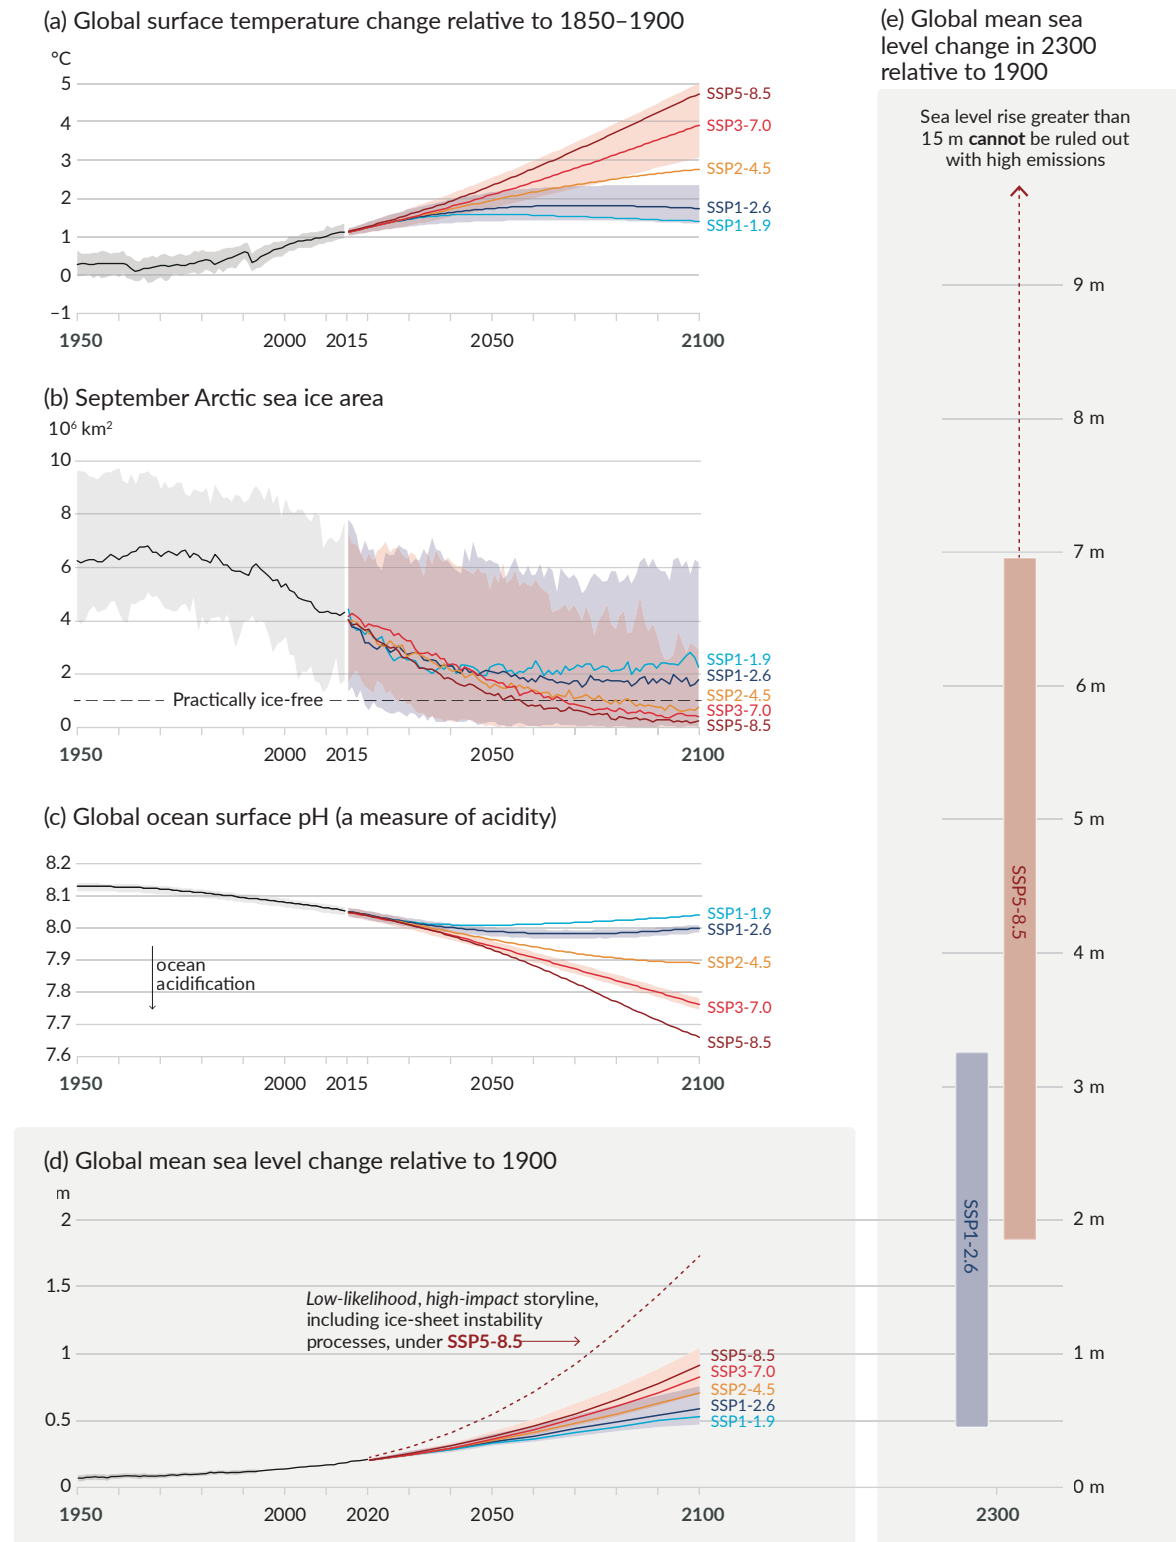 (a) Global surface temperature change relative to 1850–1900
°C
5
4
3
2
1
0
–1
SSP5-8.5
SSP3-7.0
SSP2-4.5
SSP1-2.6
SSP1-1.9
1950 2000 2015 2050 2100
(b) September Arctic sea ice area
10⁶ km²
10
8
6
4
2
0
Practically ice-free
SSP1-1.9
SSP1-2.6
SSP2-4.5
SSP3-7.0
SSP5-8.5
1950 2000 2015 2050 2100
(c) Global ocean surface pH (a measure of acidity)
8.2
8.1
8.0
7.9
7.8
7.7
7.6
ocean
acidification
SSP1-1.9
SSP1-2.6
SSP2-4.5
SSP3-7.0
SSP5-8.5
1950 2000 2015 2050 2100
(d) Global mean sea level change relative to 1900
m
2
1.5
1
0.5
0
Low-likelihood, high-impact storyline,
including ice-sheet instability
processes, under SSP5-8.5
SSP5-8.5
SSP3-7.0
SSP2-4.5
SSP1-2.6
SSP1-1.9
1950 2000 2020 2050 2100
(e) Global mean sea
level change in 2300
relative to 1900
Sea level rise greater than
15 m cannot be ruled out
with high emissions
9 m
8 m
7 m
6 m
5 m
4 m
3 m
2 m
1 m
0 m
SSP5-8.5
SSP1-2.6
2300